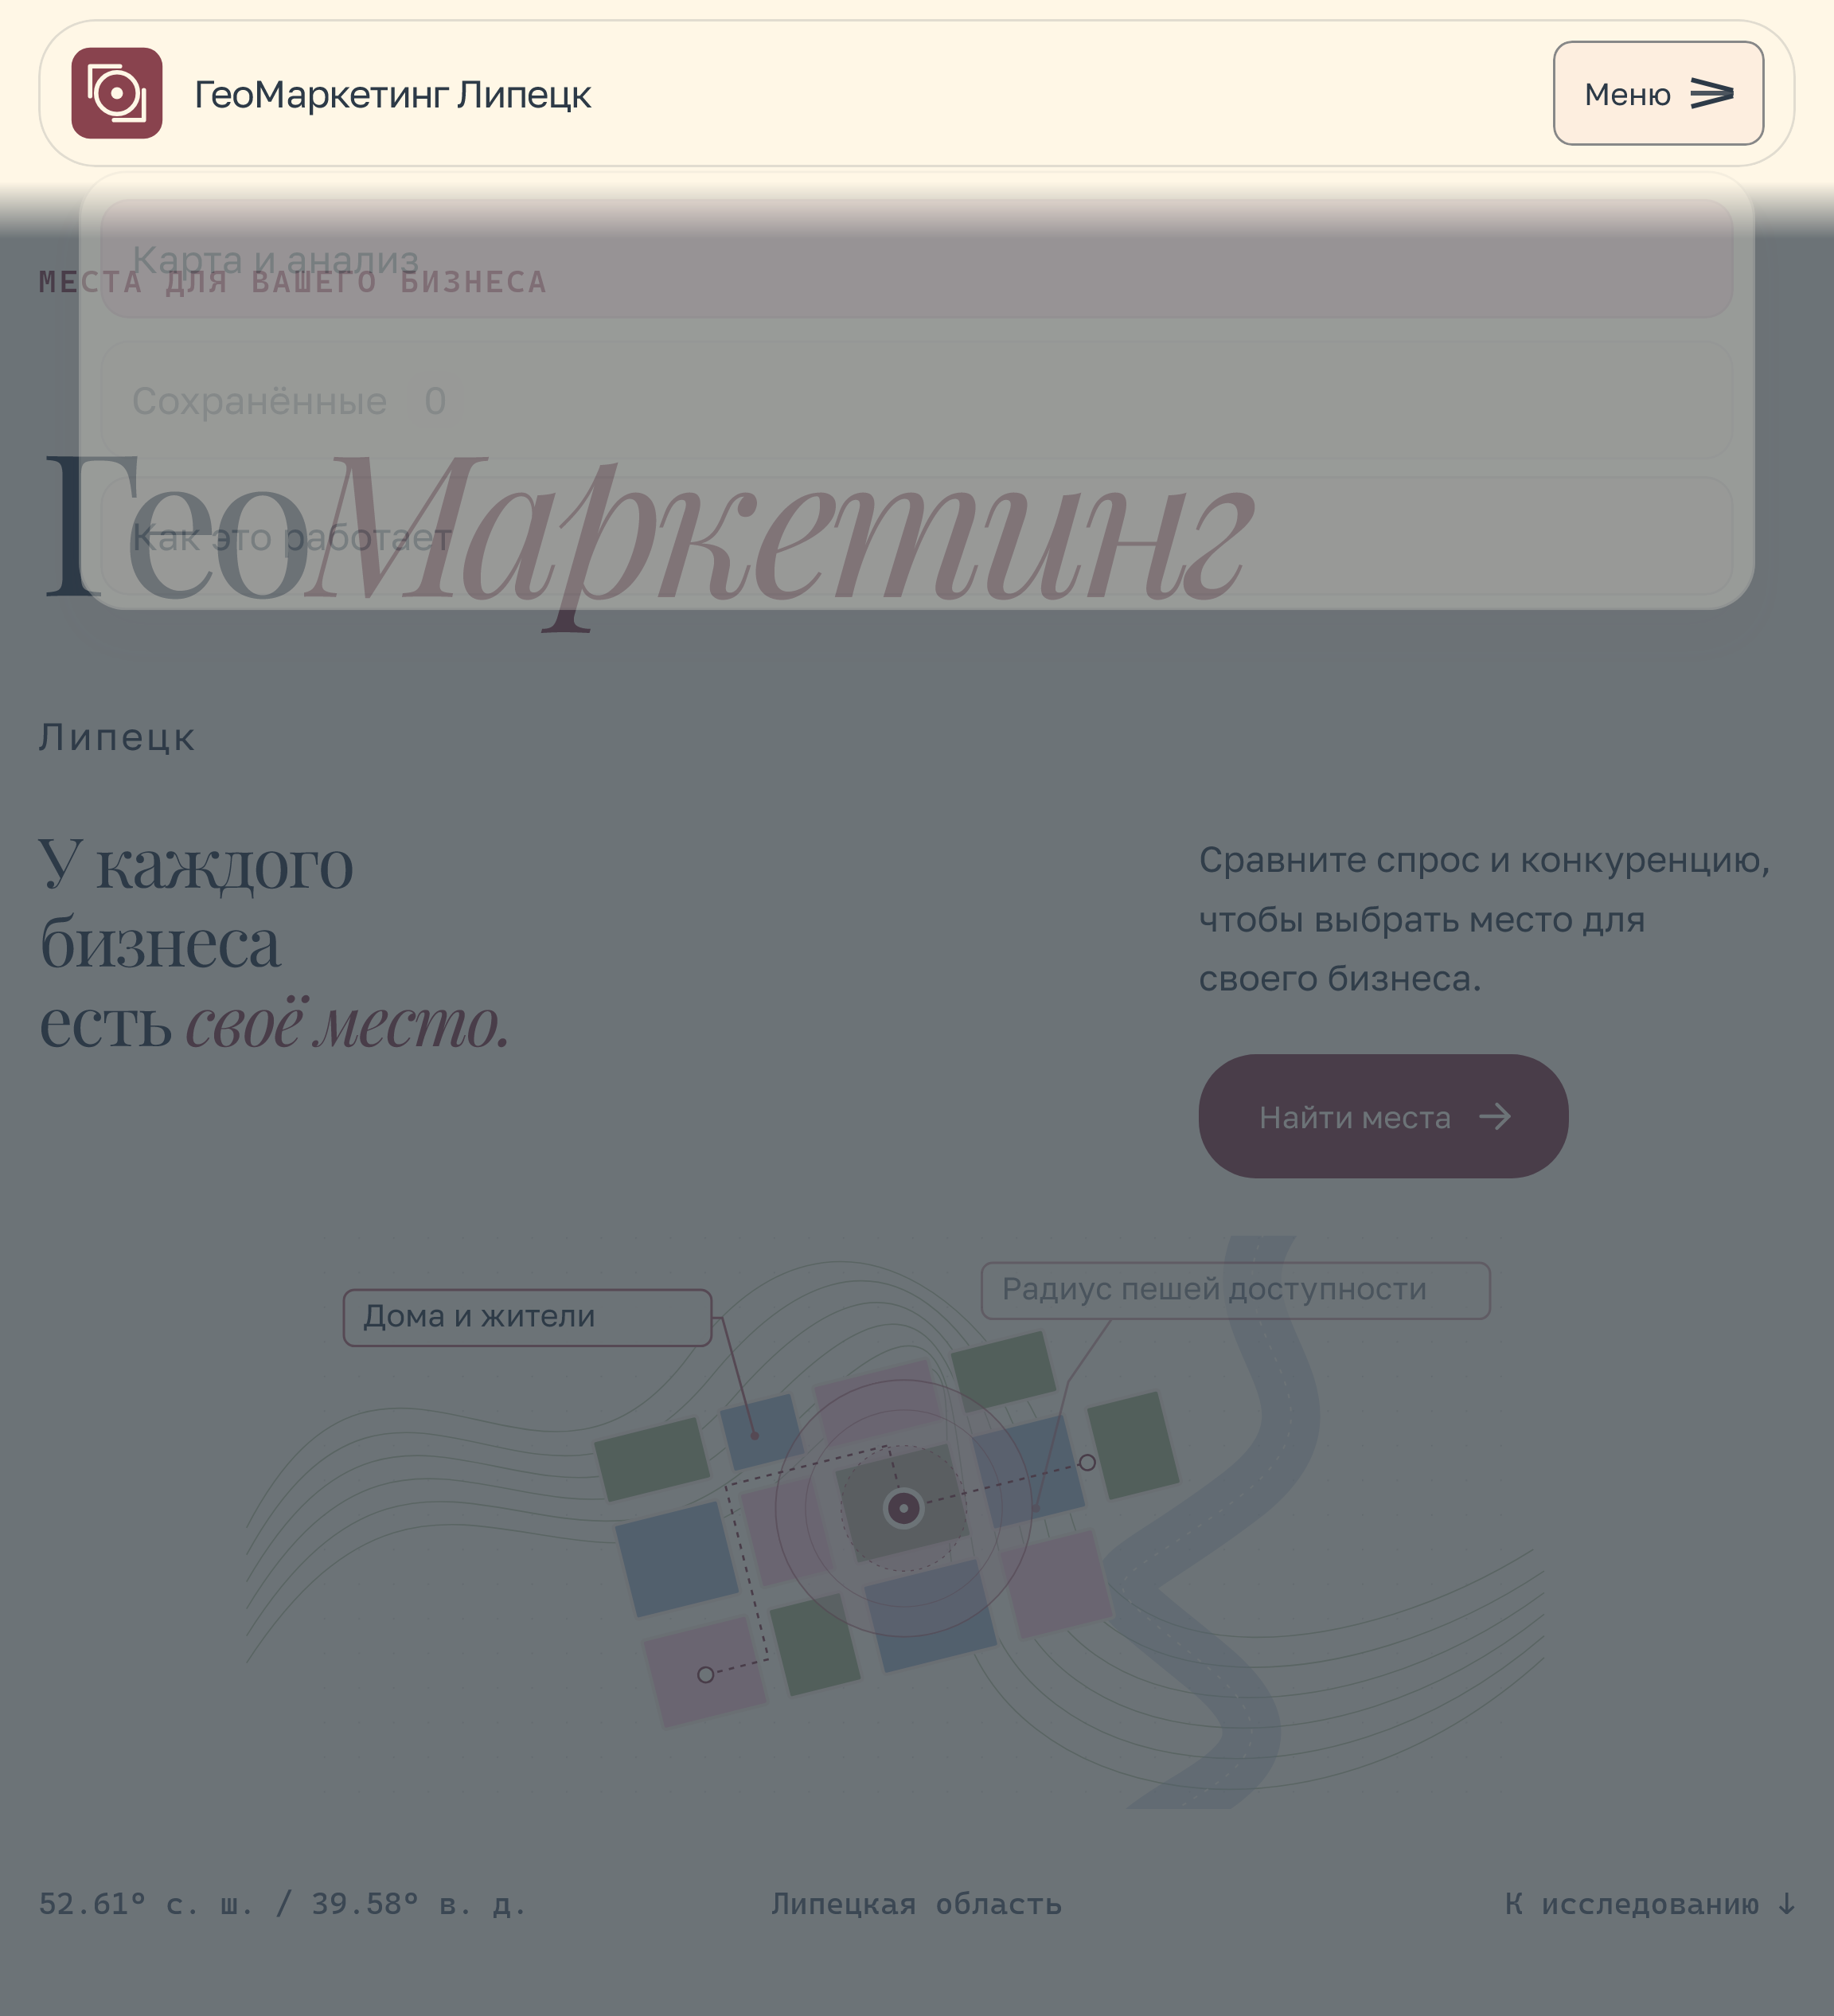 ГеоМаркетинг Липецк
Меню
Карта и анализ
МЕСТА ДЛЯ ВАШЕГО БИЗНЕСА
Сохранённые 0
ГеоМаркетинг
Как это работает
Липецк
У каждого
бизнеса
есть своё место.
Сравните спрос и конкуренцию,
чтобы выбрать место для
своего бизнеса.
Найти места →
Радиус пешей доступности
Дома и жители
52.61° с. ш. / 39.58° в. д.
Липецкая область
К исследованию ↓